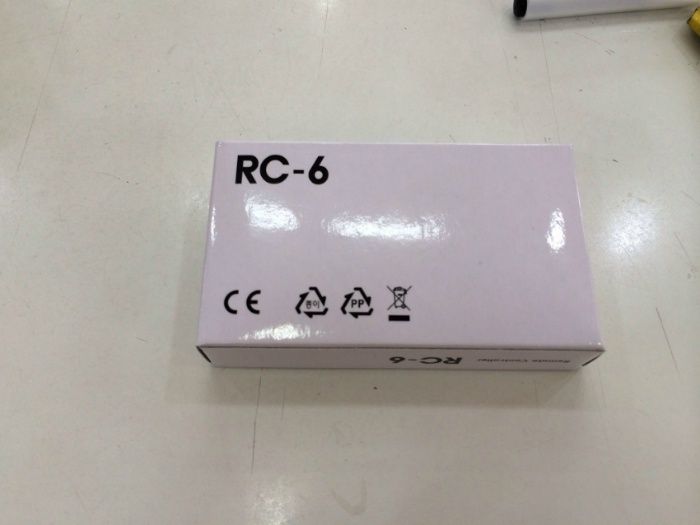 RC-6
CE
종이
PP
RC-6
Remote Controller